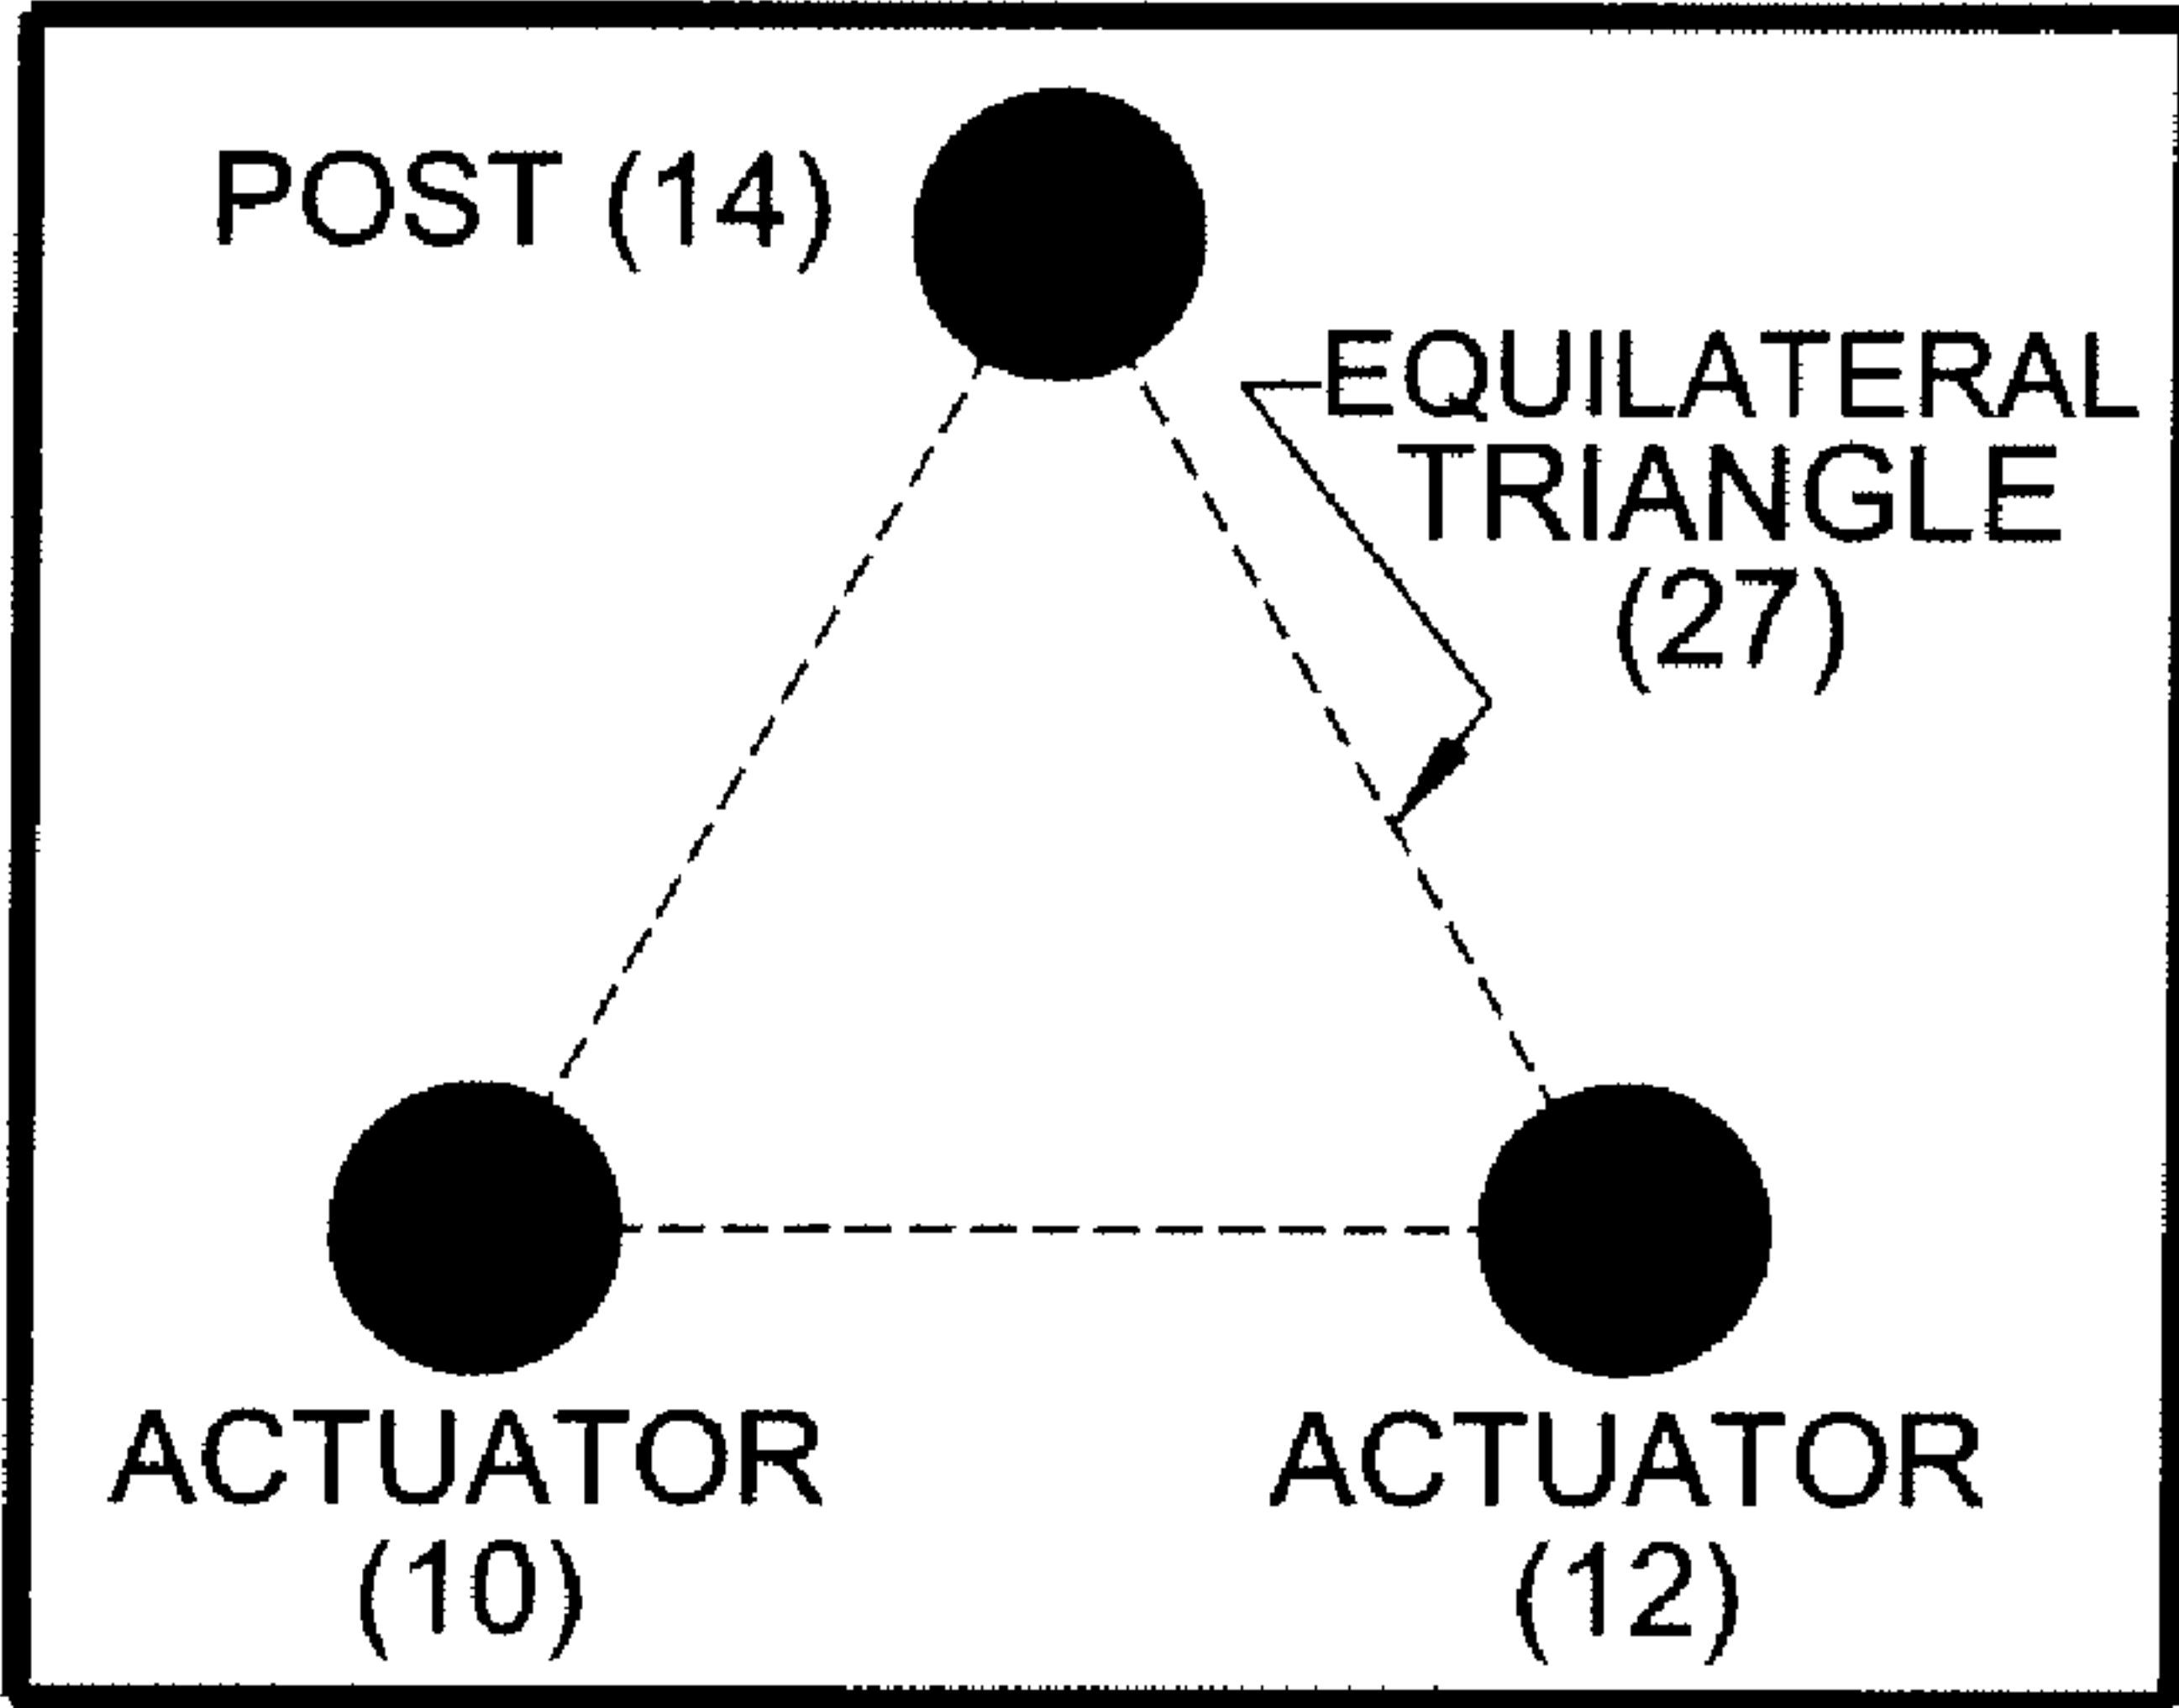 POST (14)
EQUILATERAL
TRIANGLE
(27)
ACTUATOR
(10)
ACTUATOR
(12)